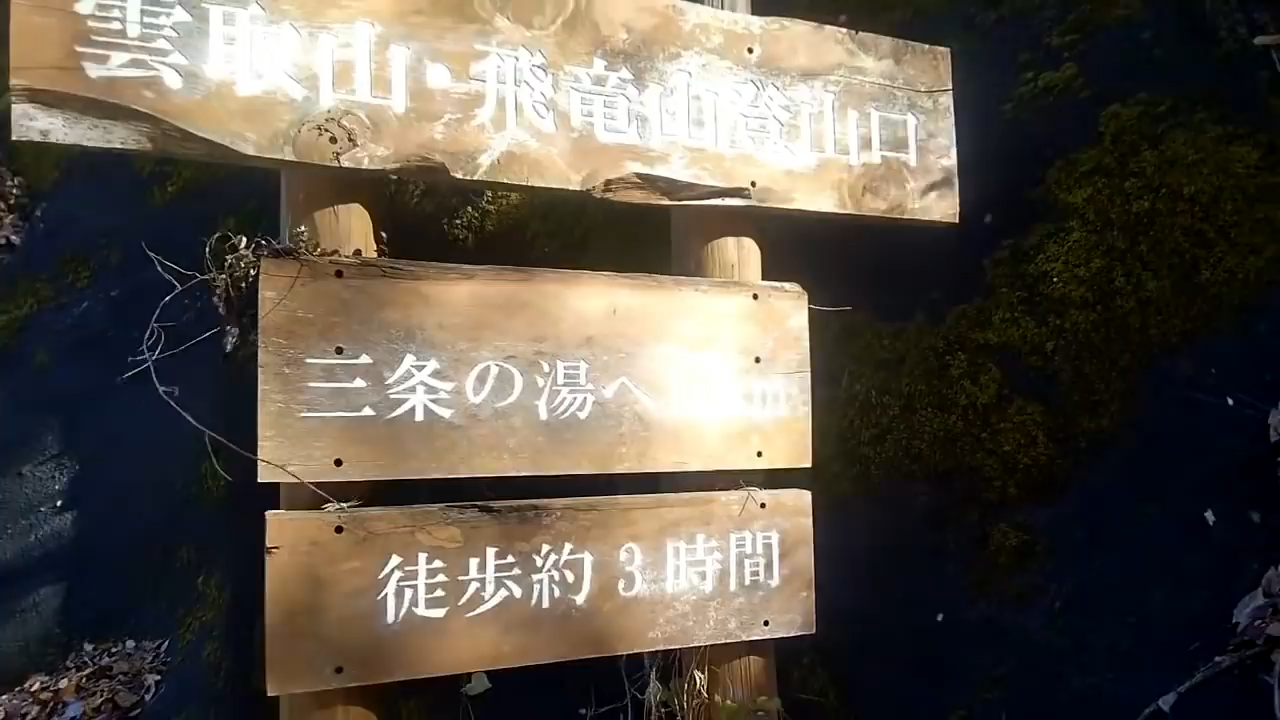 雲取山・飛竜山登山口
三条の湯へ
徒歩約3時間